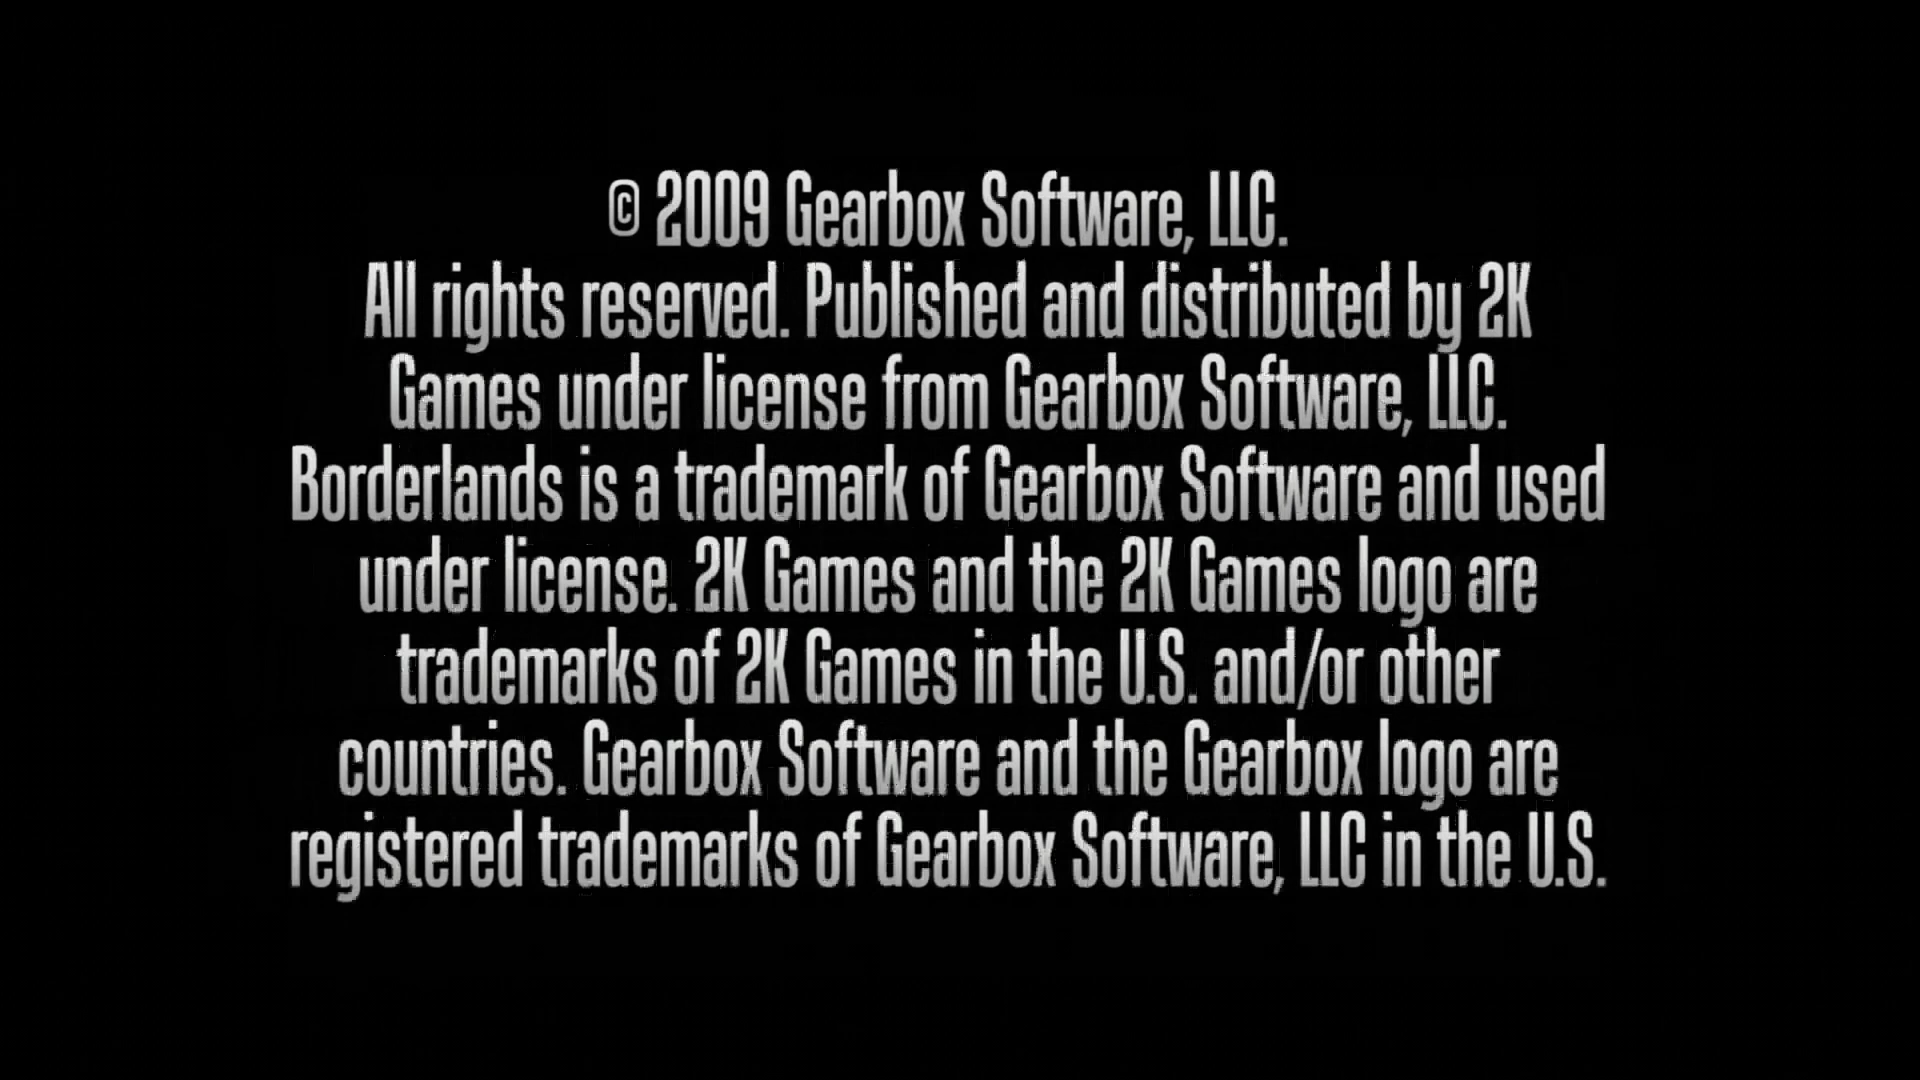 © 2009 Gearbox Software, LLC.
All rights reserved. Published and distributed by 2K
Games under license from Gearbox Software, LLC.
Borderlands is a trademark of Gearbox Software and used
under license. 2K Games and the 2K Games logo are
trademarks of 2K Games in the U.S. and/or other
countries. Gearbox Software and the Gearbox logo are
registered trademarks of Gearbox Software, LLC in the U.S.